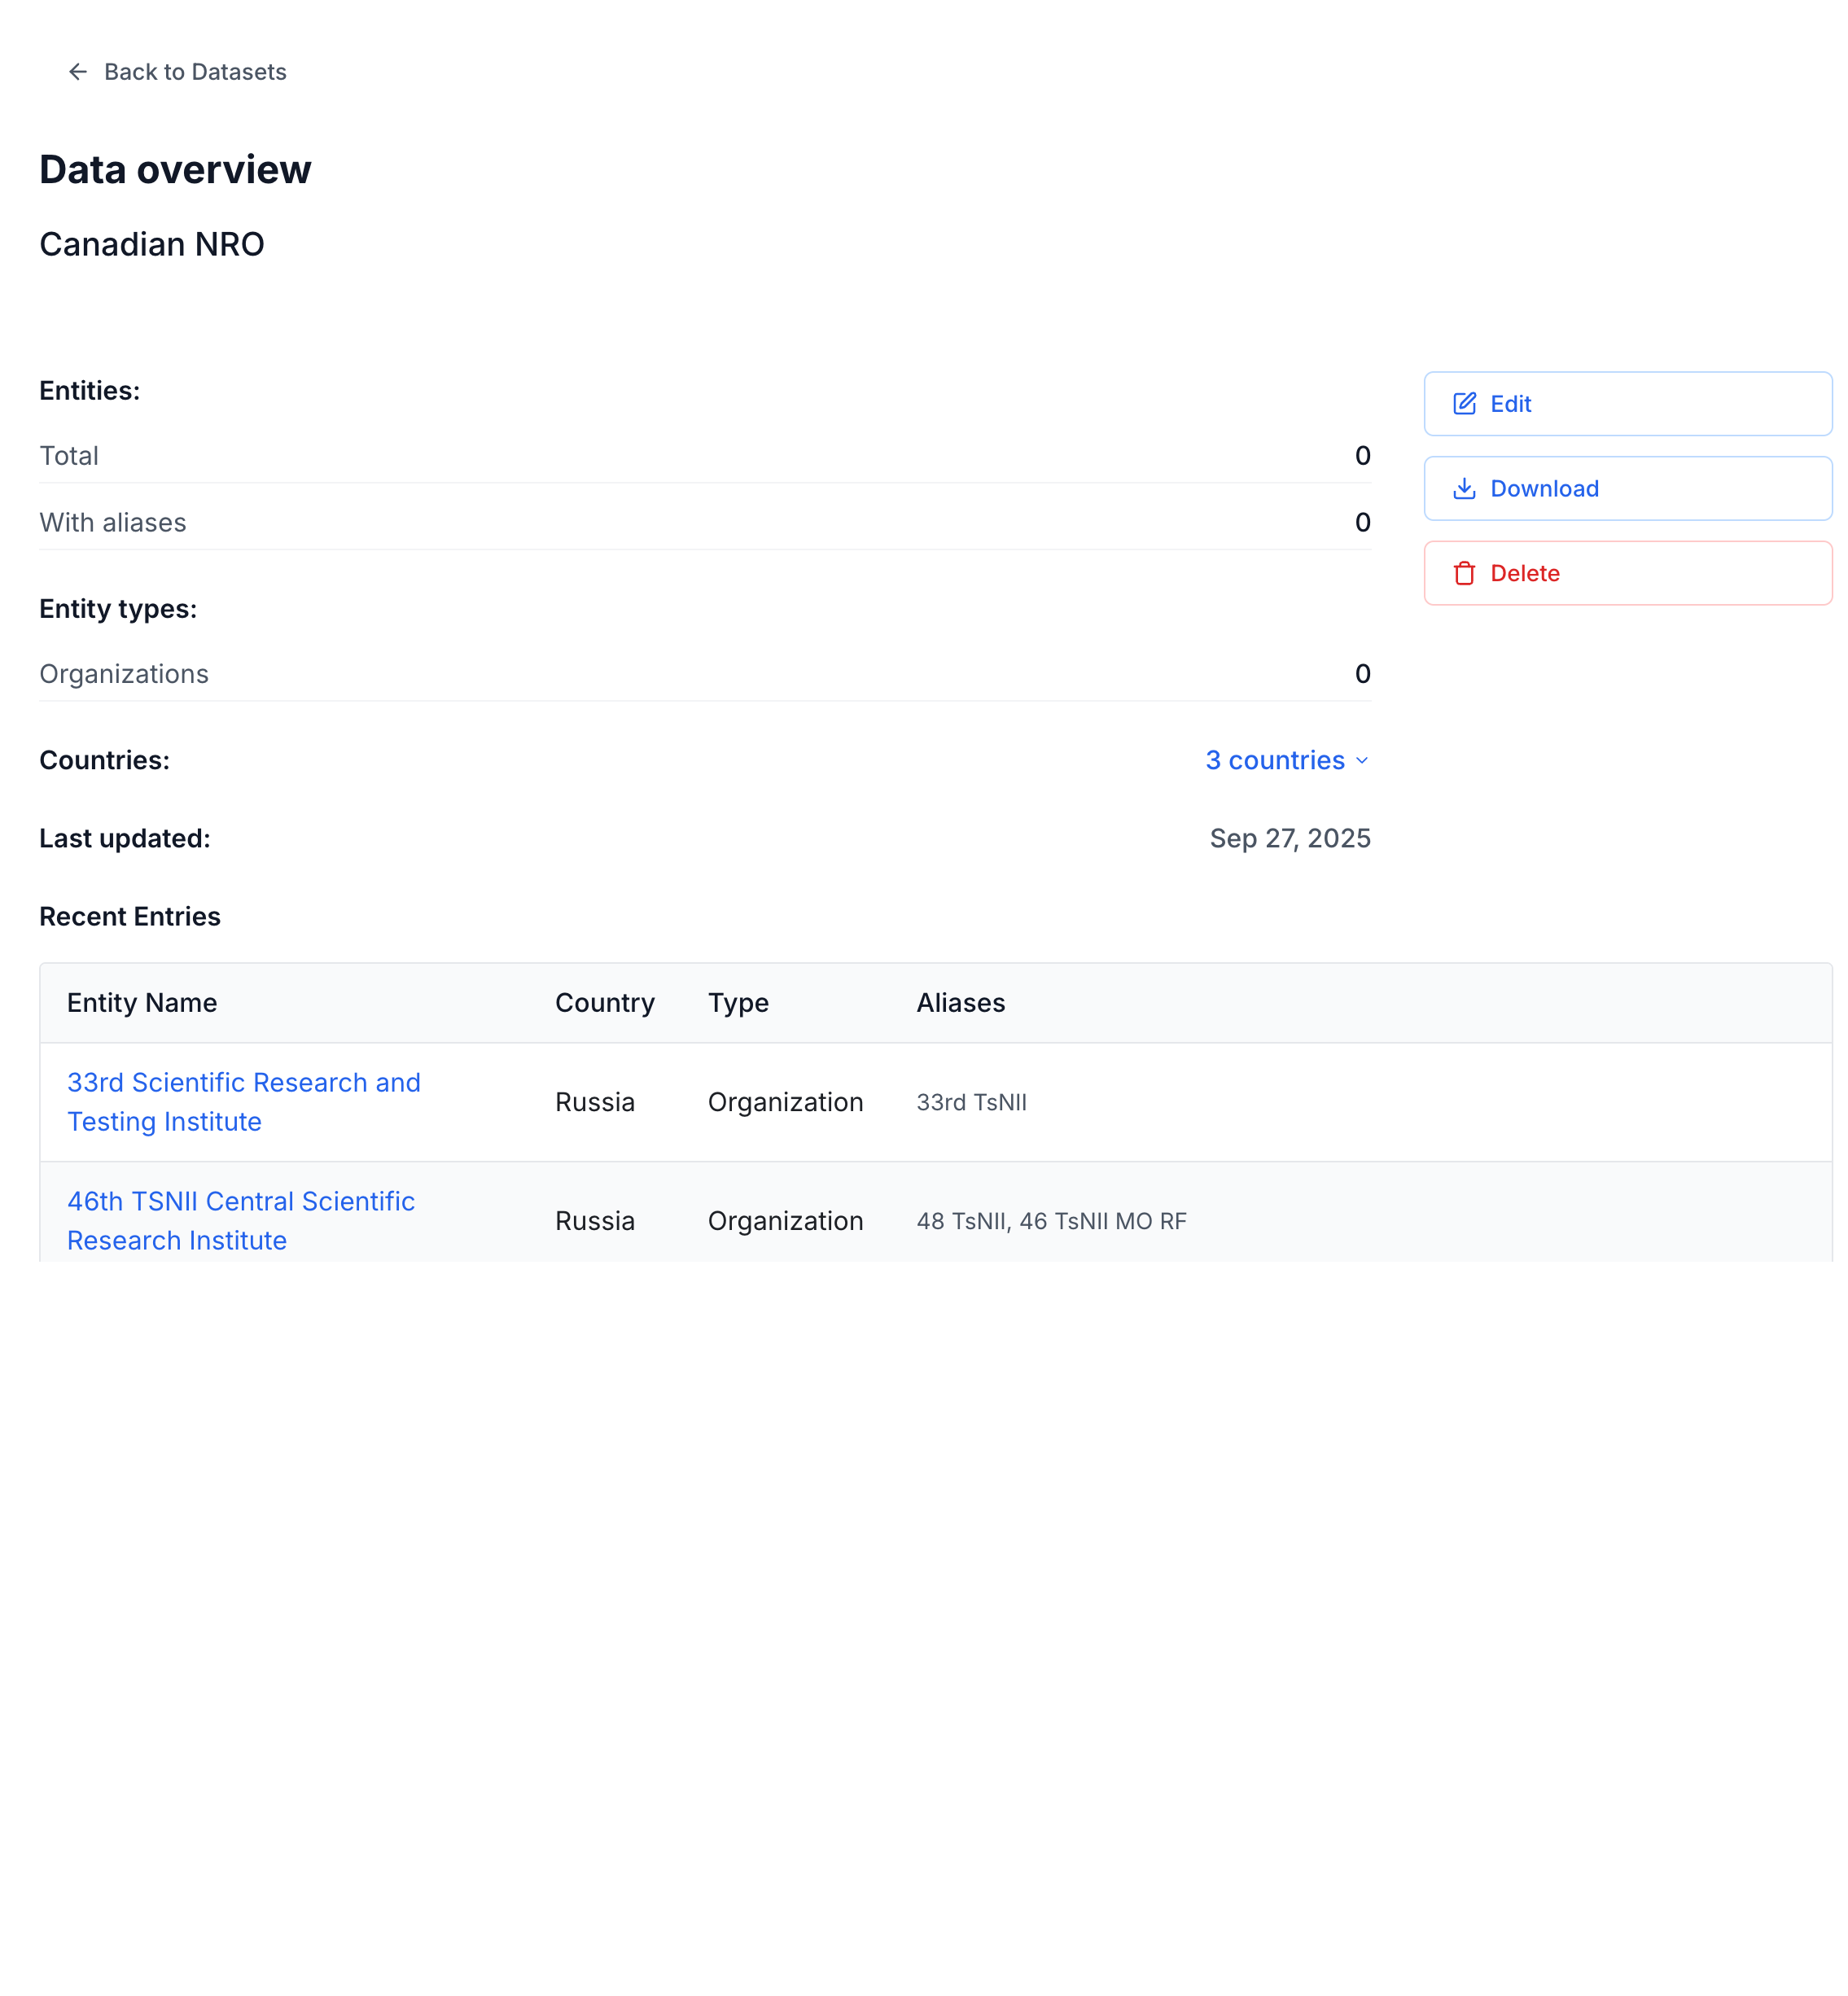 Back to Datasets
Data overview
Canadian NRO
Entities:
Total 0
With aliases 0
Entity types:
Organizations 0
Countries: 3 countries
Last updated: Sep 27, 2025
Recent Entries
Entity Name Country Type Aliases
33rd Scientific Research and
Testing Institute
Russia Organization 33rd TsNII
46th TSNII Central Scientific
Research Institute
Russia Organization 48 TsNII, 46 TsNII MO RF
Edit
Download
Delete